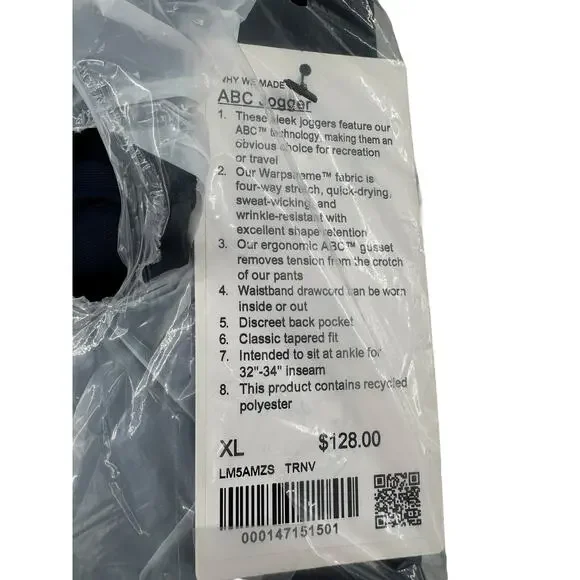 WHY WE MADE
ABC Jogger
1. These sleek joggers feature our
ABC™ technology, making them an
obvious choice for recreation
or travel
2. Our Warpstreme™ fabric is
four-way stretch, quick-drying,
sweat-wicking and
wrinkle-resistant with
excellent shape retention
3. Our ergonomic ABC™ gusset
removes tension from the crotch
of our pants
4. Waistband drawcord can be worn
inside or out
5. Discreet back pocket
6. Classic tapered fit
7. Intended to sit at ankle for
32"-34" inseam
8. This product contains recycled
polyester
XL $128.00
LM5AMZS TRNV
000147151501